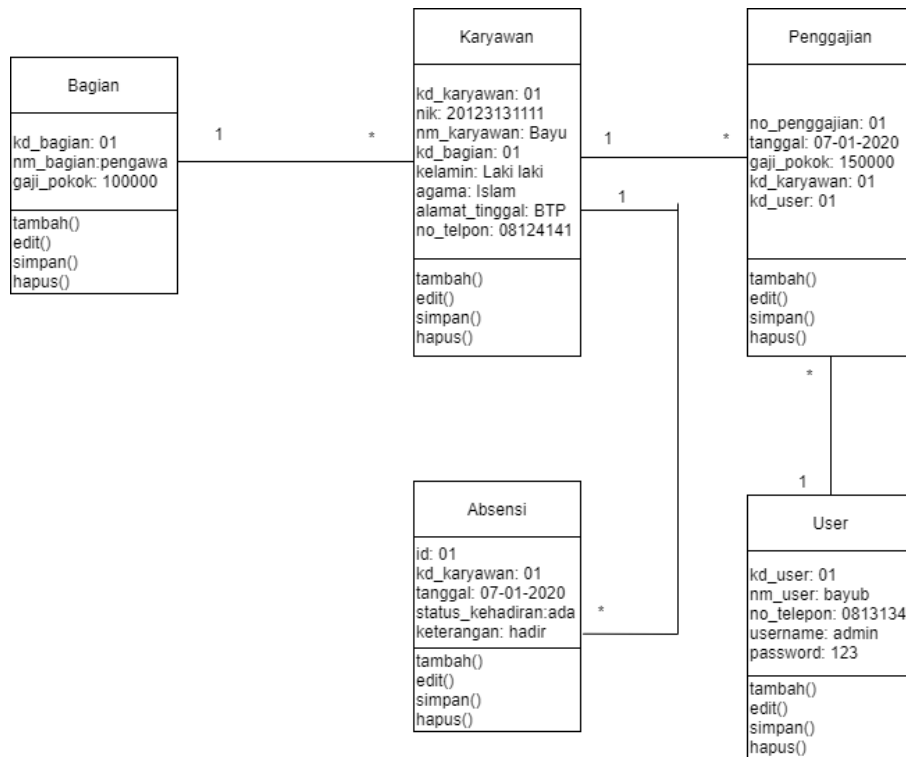 Bagian
kd_bagian: 01
nm_bagian:pengawa
gaji_pokok: 100000
tambah()
edit()
simpan()
hapus()
1
*
Karyawan
kd_karyawan: 01
nik: 20123131111
nm_karyawan: Bayu
kd_bagian: 01
kelamin: Laki laki
agama: Islam
alamat_tinggal: BTP
no_telpon: 08124141
tambah()
edit()
simpan()
hapus()
1
*
1
Penggajian
no_penggajian: 01
tanggal: 07-01-2020
gaji_pokok: 150000
kd_karyawan: 01
kd_user: 01
tambah()
edit()
simpan()
hapus()
*
1
Absensi
id: 01
kd_karyawan: 01
tanggal: 07-01-2020
status_kehadiran:ada
keterangan: hadir
tambah()
edit()
simpan()
hapus()
*
User
kd_user: 01
nm_user: bayub
no_telepon: 0813134
username: admin
password: 123
tambah()
edit()
simpan()
hapus()